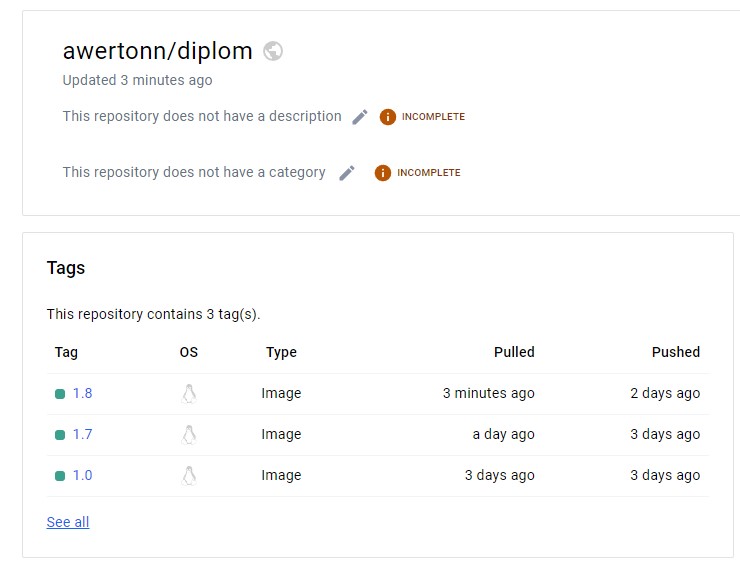 awertonn/diplom
Updated 3 minutes ago
This repository does not have a description INCOMPLETE
This repository does not have a category INCOMPLETE
Tags
This repository contains 3 tag(s).
Tag OS Type Pulled Pushed
1.8 Image 3 minutes ago 2 days ago
1.7 Image a day ago 3 days ago
1.0 Image 3 days ago 3 days ago
See all